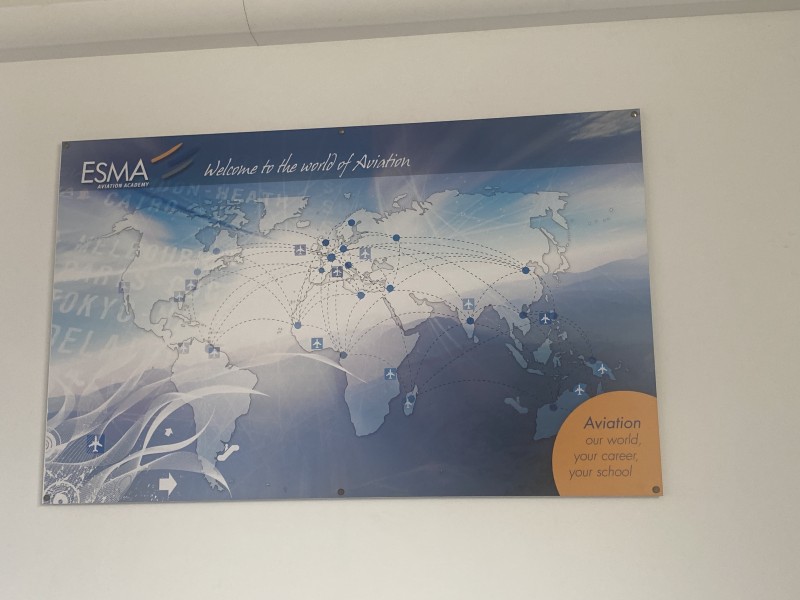 ESMA
AVIATION ACADEMY
Welcome to the world of Aviation
Aviation
our world,
your career,
your school